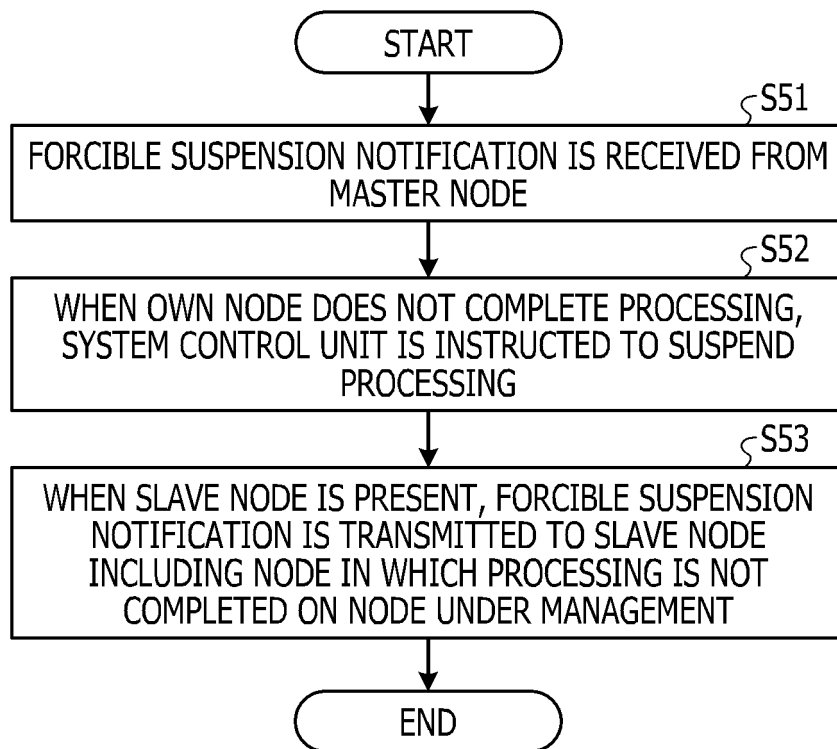 START
S51
FORCIBLE SUSPENSION NOTIFICATION IS RECEIVED FROM
MASTER NODE
S52
WHEN OWN NODE DOES NOT COMPLETE PROCESSING,
SYSTEM CONTROL UNIT IS INSTRUCTED TO SUSPEND
PROCESSING
S53
WHEN SLAVE NODE IS PRESENT, FORCIBLE SUSPENSION
NOTIFICATION IS TRANSMITTED TO SLAVE NODE
INCLUDING NODE IN WHICH PROCESSING IS NOT
COMPLETED ON NODE UNDER MANAGEMENT
END